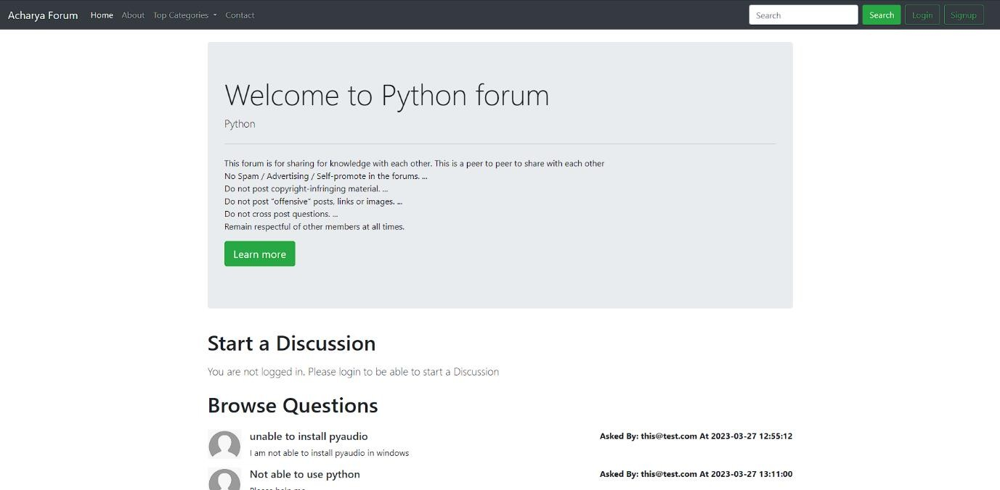 Acharya Forum Home About Top Categories Contact Search Search Login Signup
Welcome to Python forum
Python
This forum is for sharing for knowledge with each other. This is a peer to peer to share with each other
No Spam / Advertising / Self-promote in the forums. ...
Do not post copyright-infringing material. ...
Do not post “offensive” posts, links or images. ...
Do not cross post questions. ...
Remain respectful of other members at all times.
Learn more
Start a Discussion
You are not logged in. Please login to be able to start a Discussion
Browse Questions
unable to install pyaudio Asked By: this@test.com At 2023-03-27 12:55:12
I am not able to install pyaudio in windows
Not able to use python Asked By: this@test.com At 2023-03-27 13:11:00
Please help me